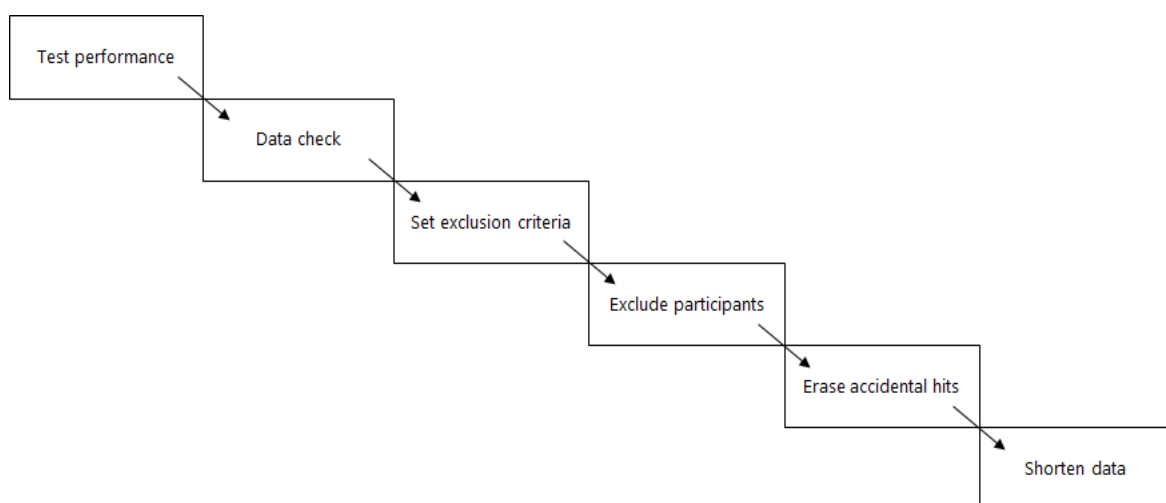 Test performance
Data check
Set exclusion criteria
Exclude participants
Erase accidental hits
Shorten data